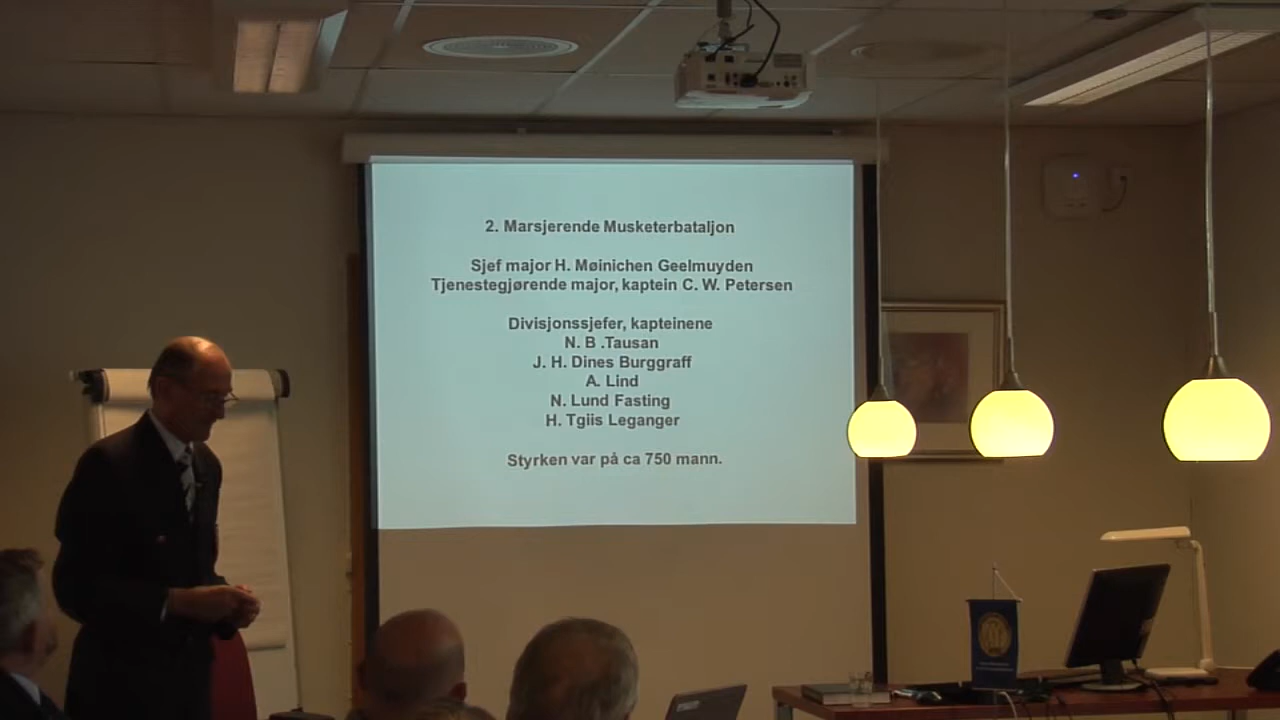 2. Marsjerende Musketerbataljon
Sjef major H. Møinichen Geelmuyden
Tjenestegjørende major, kaptein C. W. Petersen
Divisjonssjefer, kapteinene
N. B .Tausan
J. H. Dines Burggraff
A. Lind
N. Lund Fasting
H. Tgiis Leganger
Styrken var på ca 750 mann.